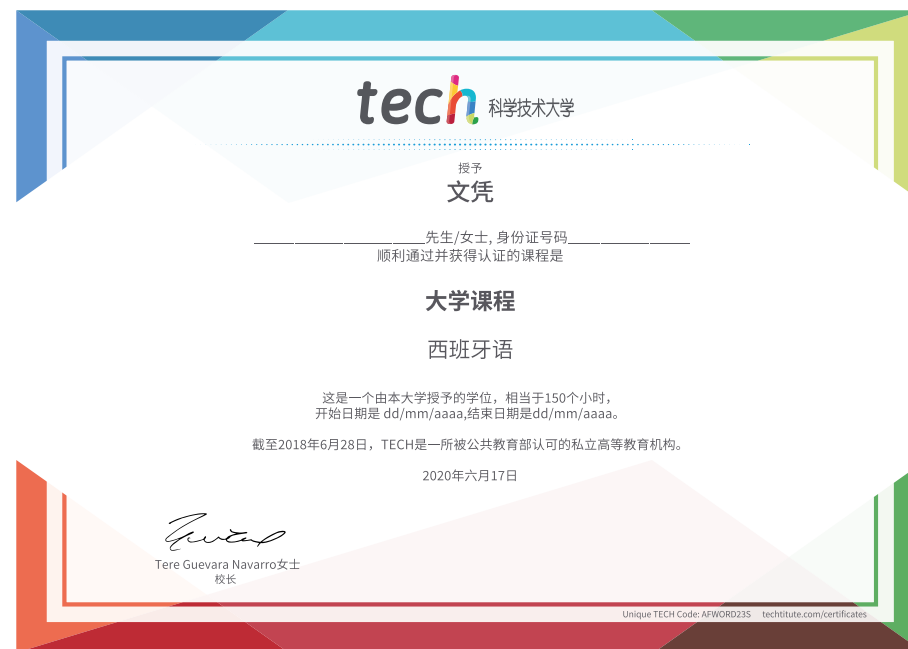 tech 科学技术大学
授予
文凭
先生/女士, 身份证号码
顺利通过并获得认证的课程是
大学课程
西班牙语
这是一个由本大学授予的学位，相当于150个小时，
开始日期是 dd/mm/aaaa,结束日期是dd/mm/aaaa。
截至2018年6月28日，TECH是一所被公共教育部认可的私立高等教育机构。
2020年六月17日
Tere Guevara Navarro女士
校长
Unique TECH Code: AFWORD23S techtitute.com/certificates